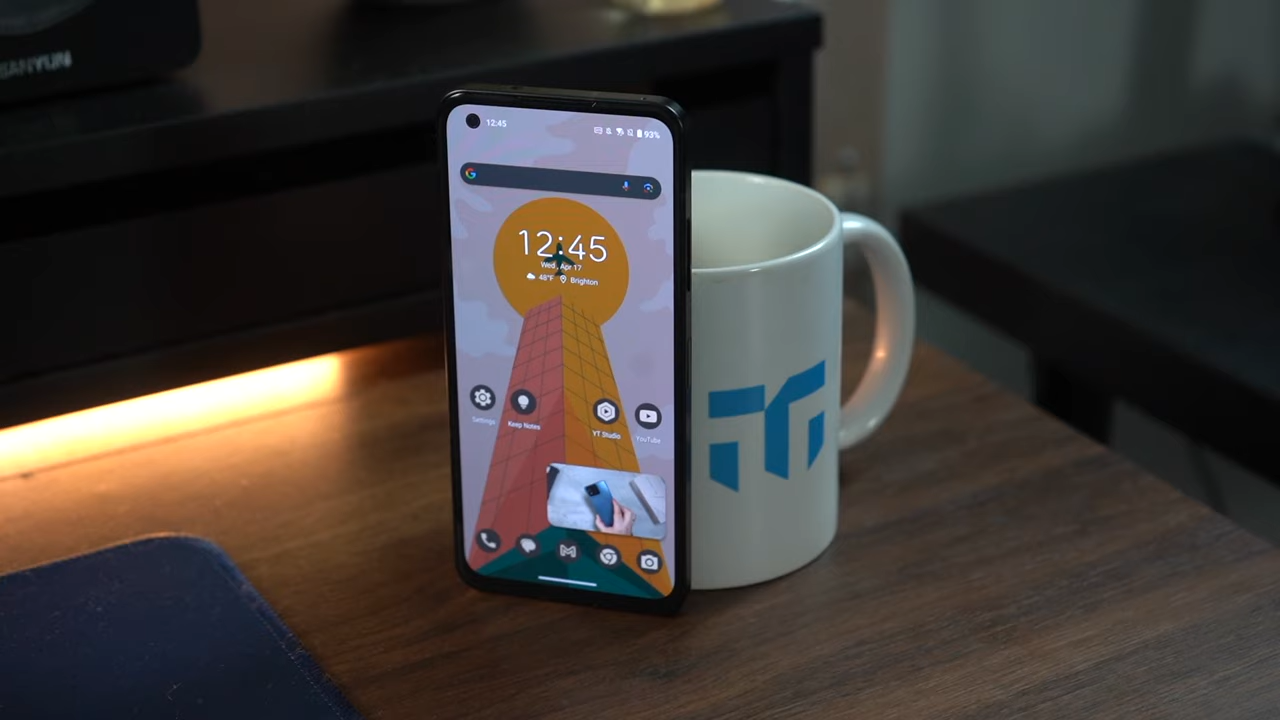 12:45
93%
12:45
Wed, Apr 17
48°F Brighton
Settings
Keep Notes
YT Studio
YouTube